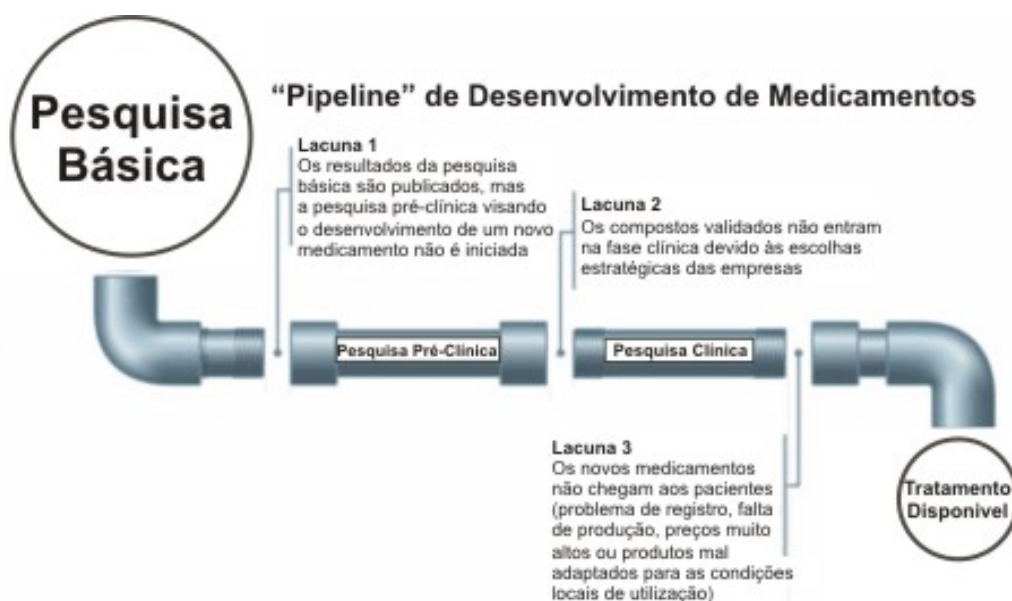 Pesquisa
Básica
“Pipeline” de Desenvolvimento de Medicamentos
Lacuna 1
Os resultados da pesquisa
básica são publicados, mas
a pesquisa pré-clínica visando
o desenvolvimento de um novo
medicamento não é iniciada
Lacuna 2
Os compostos validados não entram
na fase clínica devido às escolhas
estratégicas das empresas
Pesquisa Pré-Clínica
Pesquisa Clínica
Lacuna 3
Os novos medicamentos
não chegam aos pacientes
(problema de registro, falta
de produção, preços muito
altos ou produtos mal
adaptados para as condições
locais de utilização)
Tratamento
Disponivel